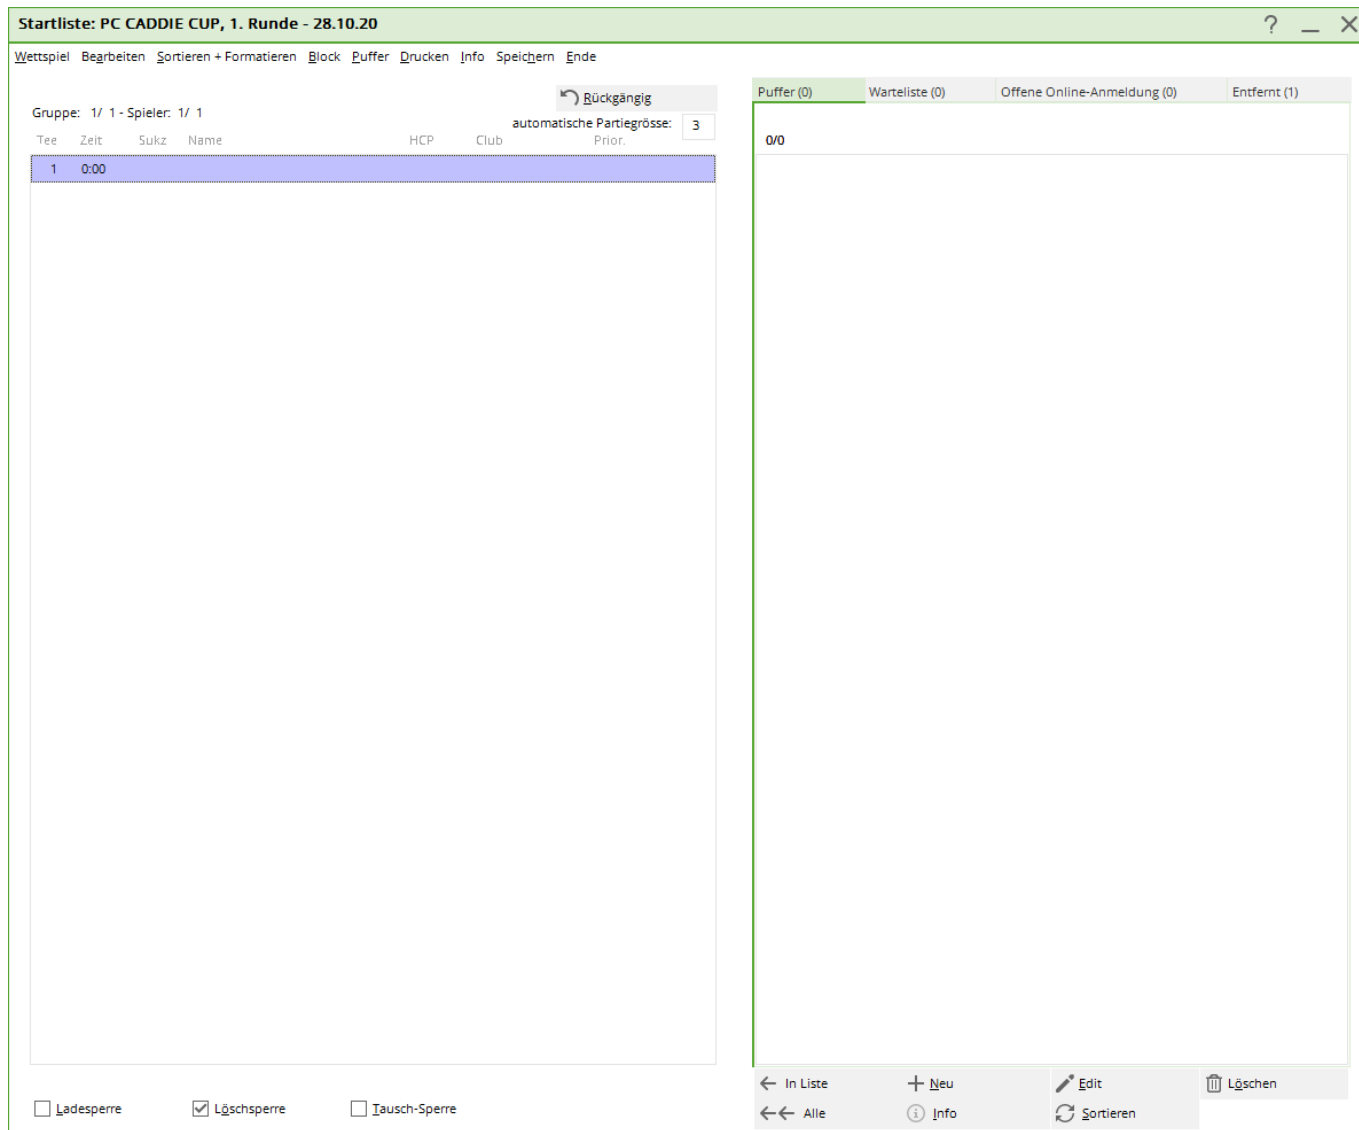 Startliste: PC CADDIE CUP, 1. Runde - 28.10.20
Wettspiel Bearbeiten Sortieren + Formatieren Block Puffer Drucken Info Speichern Ende
Rückgängig
Gruppe: 1/ 1 - Spieler: 1/ 1
automatische Partiegrösse: 3
Tee Zeit Sukz Name HCP Club Prior.
1 0:00
Puffer (0) Warteliste (0) Offene Online-Anmeldung (0) Entfernt (1)
0/0
In Liste Neu Edit Löschen
Alle Info Sortieren
Ladesperre Löschsperre Tausch-Sperre